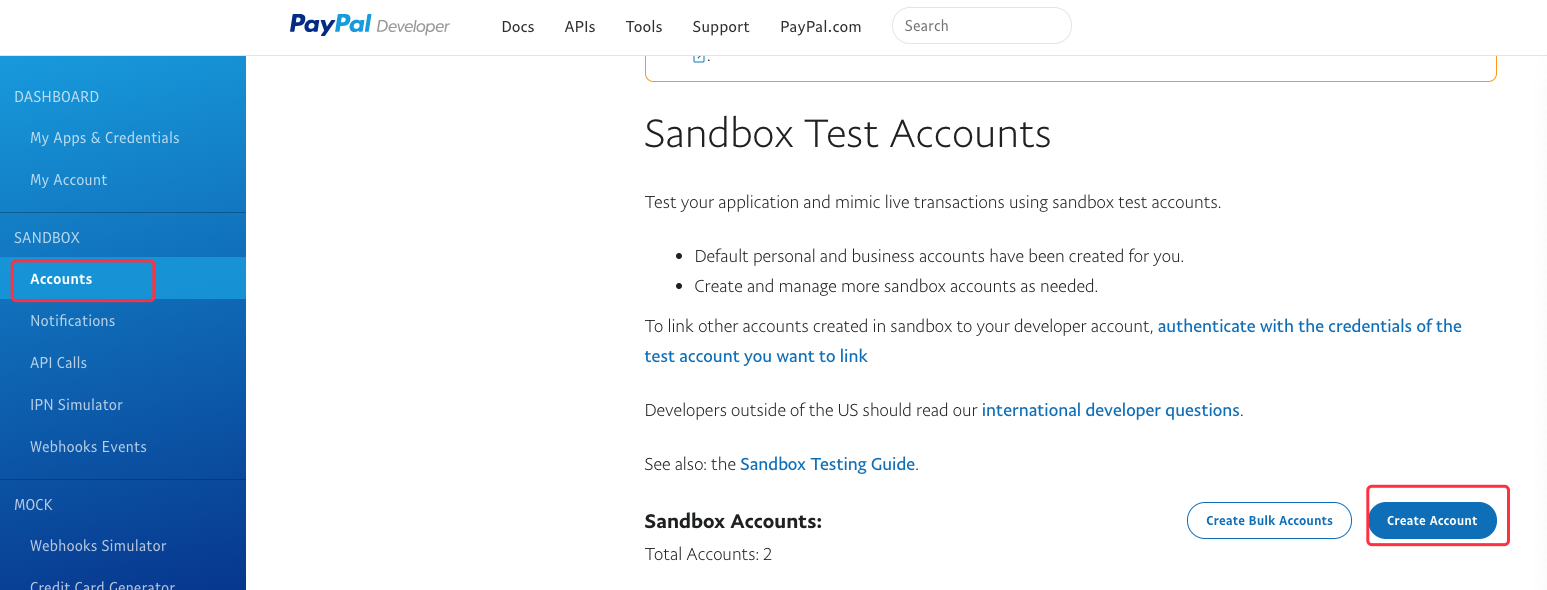 PayPal Developer
Docs
APIs
Tools
Support
PayPal.com
Search
DASHBOARD
My Apps & Credentials
My Account
SANDBOX
Accounts
Notifications
API Calls
IPN Simulator
Webhooks Events
MOCK
Webhooks Simulator
Credit Card Generator
.
Sandbox Test Accounts
Test your application and mimic live transactions using sandbox test accounts.
• Default personal and business accounts have been created for you.
• Create and manage more sandbox accounts as needed.
To link other accounts created in sandbox to your developer account, authenticate with the credentials of the
test account you want to link
Developers outside of the US should read our international developer questions.
See also: the Sandbox Testing Guide.
Sandbox Accounts:
Total Accounts: 2
Create Bulk Accounts
Create Account